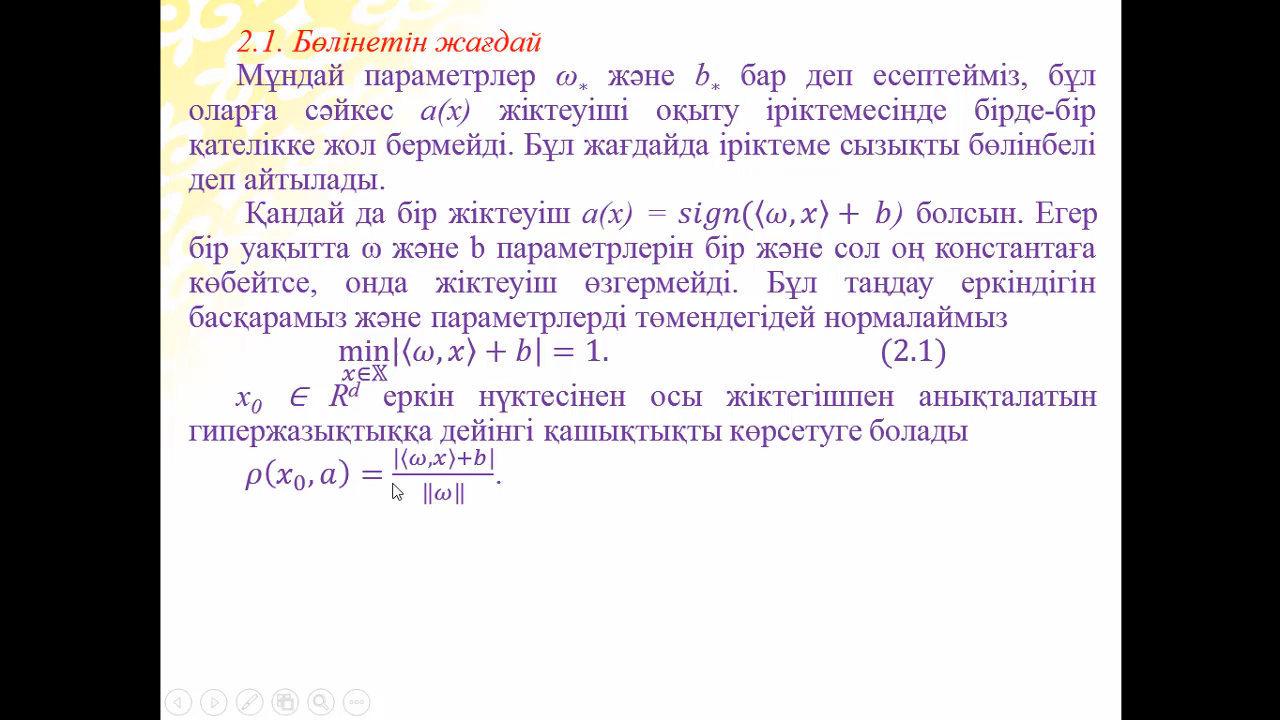 2.1. Бөлінетін жағдай
Мұндай параметрлер ω* және b* бар деп есептейміз, бұл
оларға сәйкес a(x) жіктеуіші оқыту іріктемесінде бірде-бір
қателікке жол бермейді. Бұл жағдайда іріктеме сызықты бөлінбелі
деп айтылады.
Қандай да бір жіктеуіш a(x) = sign(⟨ω, x⟩ + b) болсын. Егер
бір уақытта ω және b параметрлерін бір және сол оң константаға
көбейтсе, онда жіктеуіш өзгермейді. Бұл таңдау еркіндігін
басқарамыз және параметрлерді төмендегідей нормалаймыз
min|⟨ω, x⟩ + b| = 1. (2.1)
x∈𝕏
x₀ ∈ Rᵈ еркін нүктесінен осы жіктегішпен анықталатын
гипержазықтыққа дейінгі қашықтықты көрсетуге болады
ρ(x₀, a) = |⟨ω,x⟩+b| / ‖ω‖.